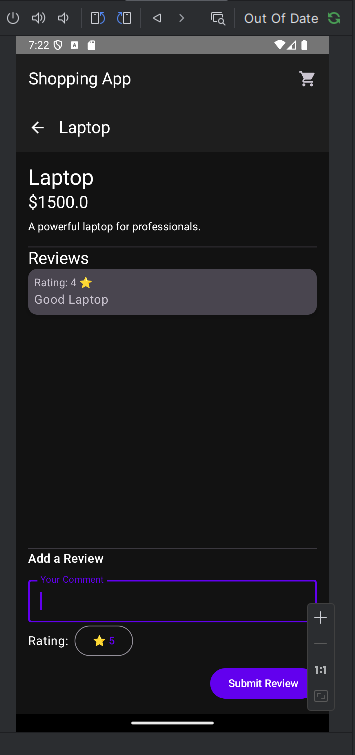 Out Of Date
7:22
Shopping App
Laptop
Laptop
$1500.0
A powerful laptop for professionals.
Reviews
Rating: 4 ⭐
Good Laptop
Add a Review
Your Comment
Rating: ⭐ 5
1:1
Submit Review